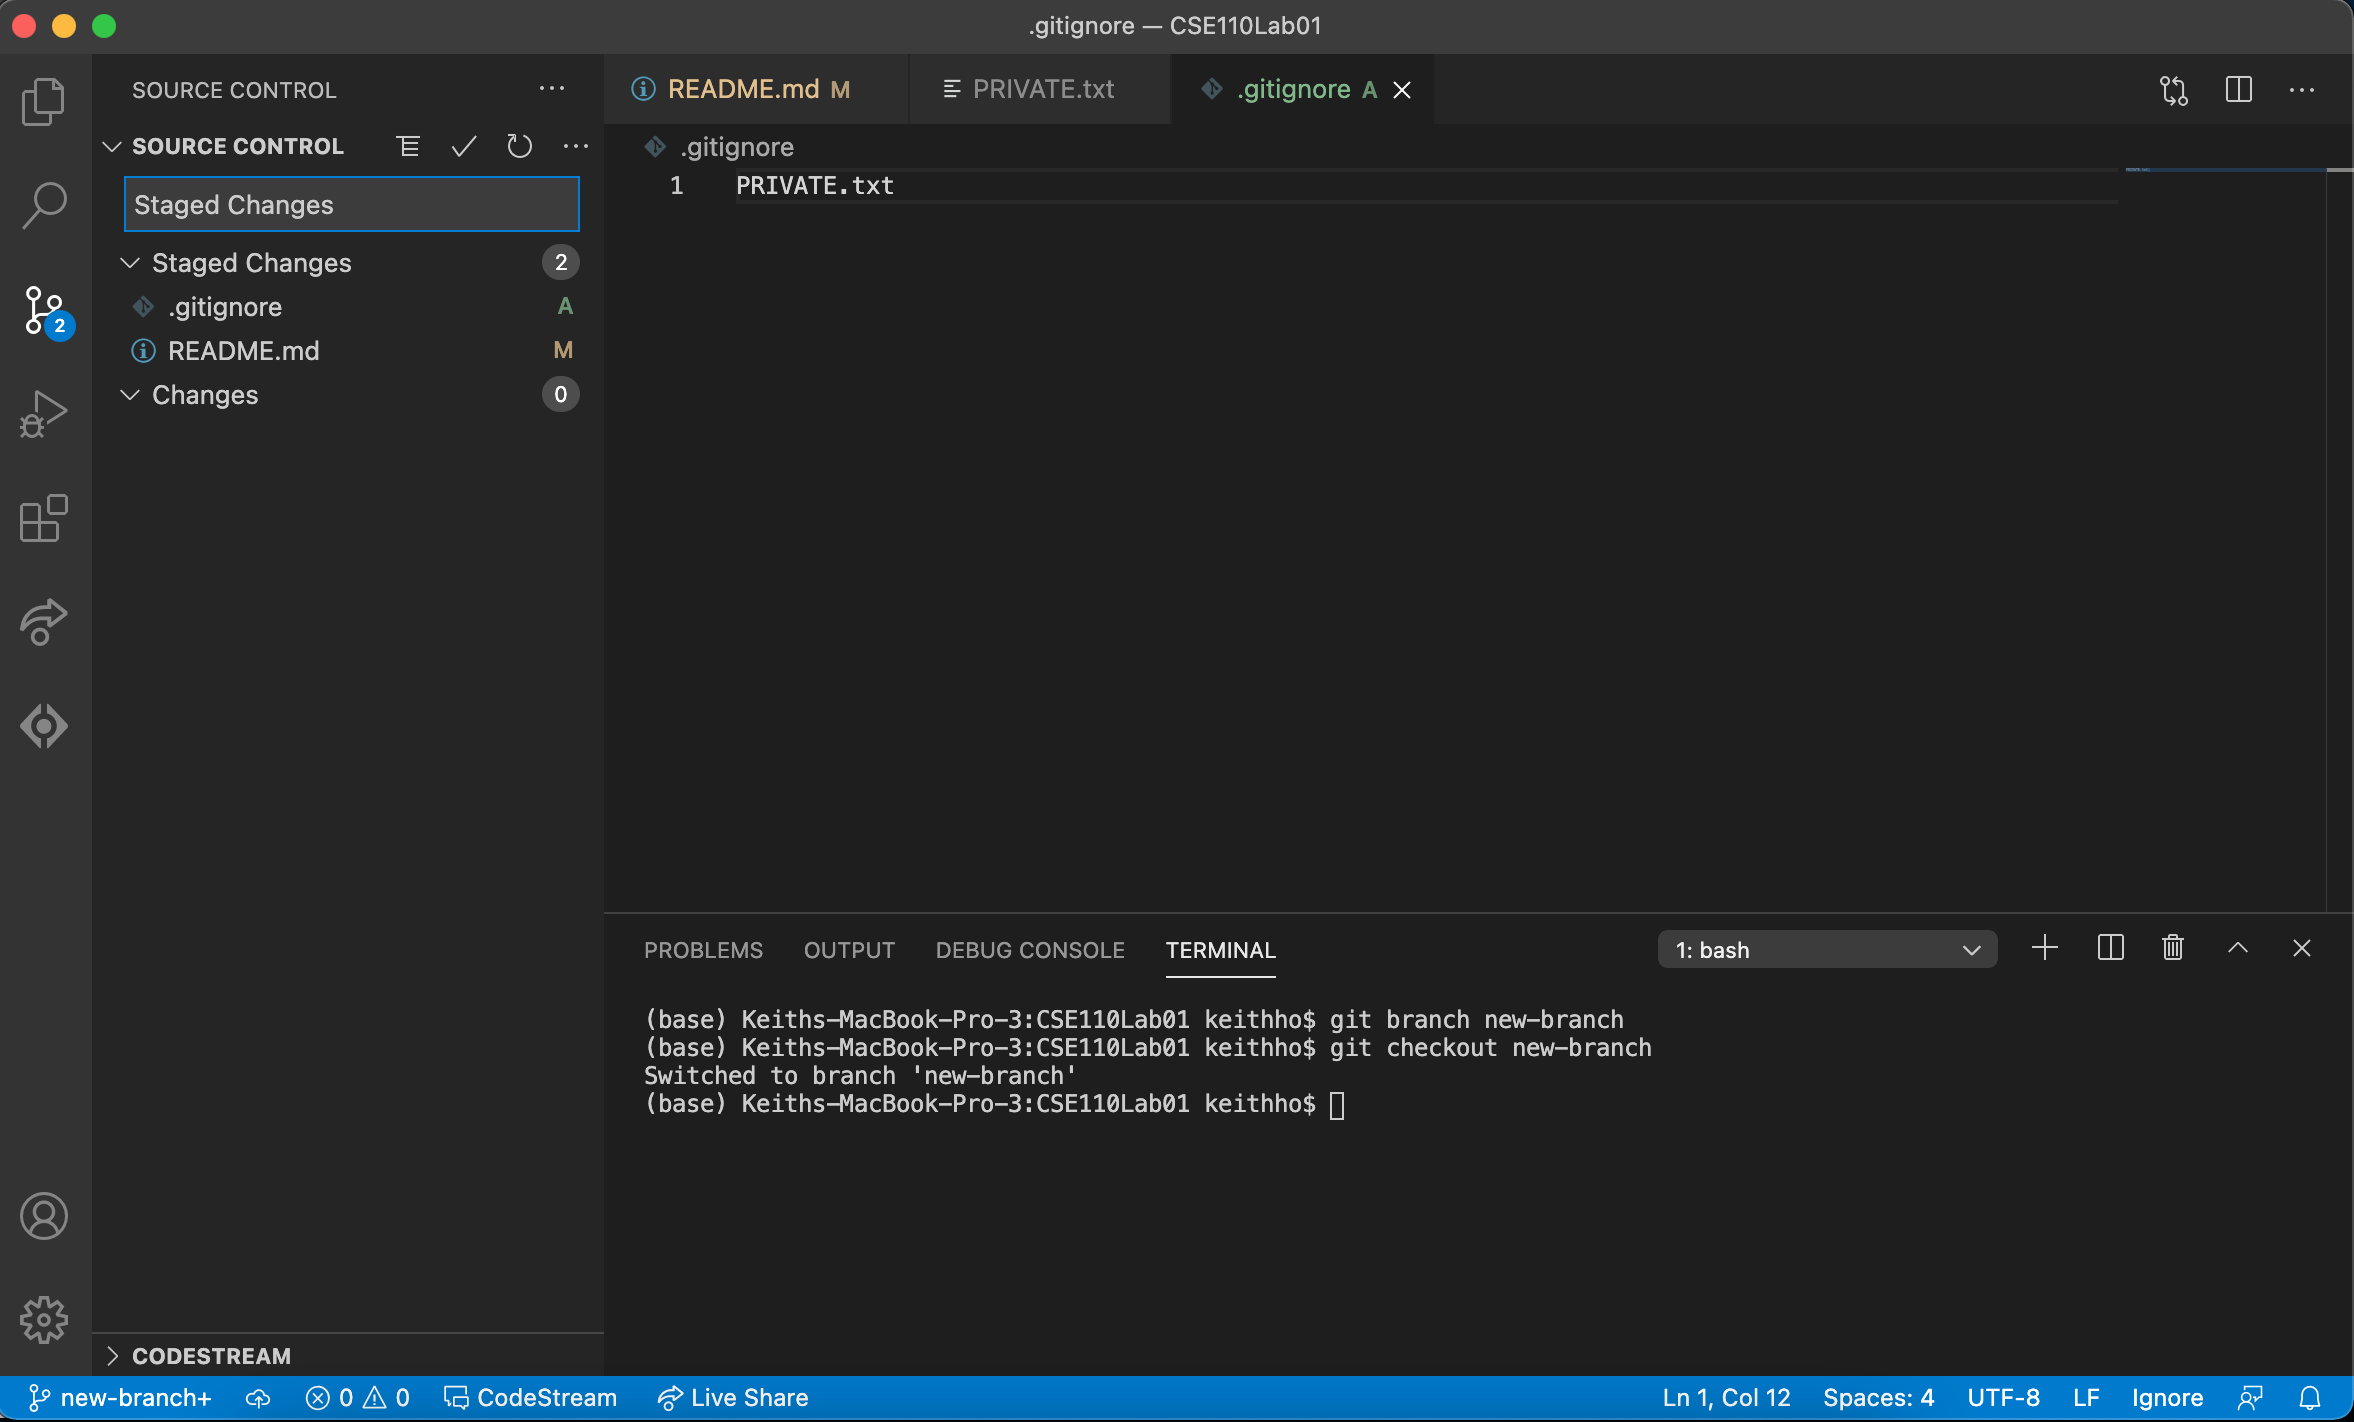 .gitignore — CSE110Lab01
SOURCE CONTROL
README.md M
PRIVATE.txt
.gitignore A
SOURCE CONTROL
.gitignore
Staged Changes
1 PRIVATE.txt
Staged Changes 2
.gitignore A
2
README.md M
Changes 0
PROBLEMS OUTPUT DEBUG CONSOLE TERMINAL 1: bash
(base) Keiths-MacBook-Pro-3:CSE110Lab01 keithho$ git branch new-branch
(base) Keiths-MacBook-Pro-3:CSE110Lab01 keithho$ git checkout new-branch
Switched to branch 'new-branch'
(base) Keiths-MacBook-Pro-3:CSE110Lab01 keithho$
CODESTREAM
new-branch+ 0 0 CodeStream Live Share Ln 1, Col 12 Spaces: 4 UTF-8 LF Ignore